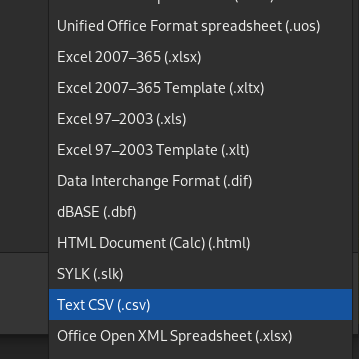 Unified Office Format spreadsheet (.uos)
Excel 2007–365 (.xlsx)
Excel 2007–365 Template (.xltx)
Excel 97–2003 (.xls)
Excel 97–2003 Template (.xlt)
Data Interchange Format (.dif)
dBASE (.dbf)
HTML Document (Calc) (.html)
SYLK (.slk)
Text CSV (.csv)
Office Open XML Spreadsheet (.xlsx)